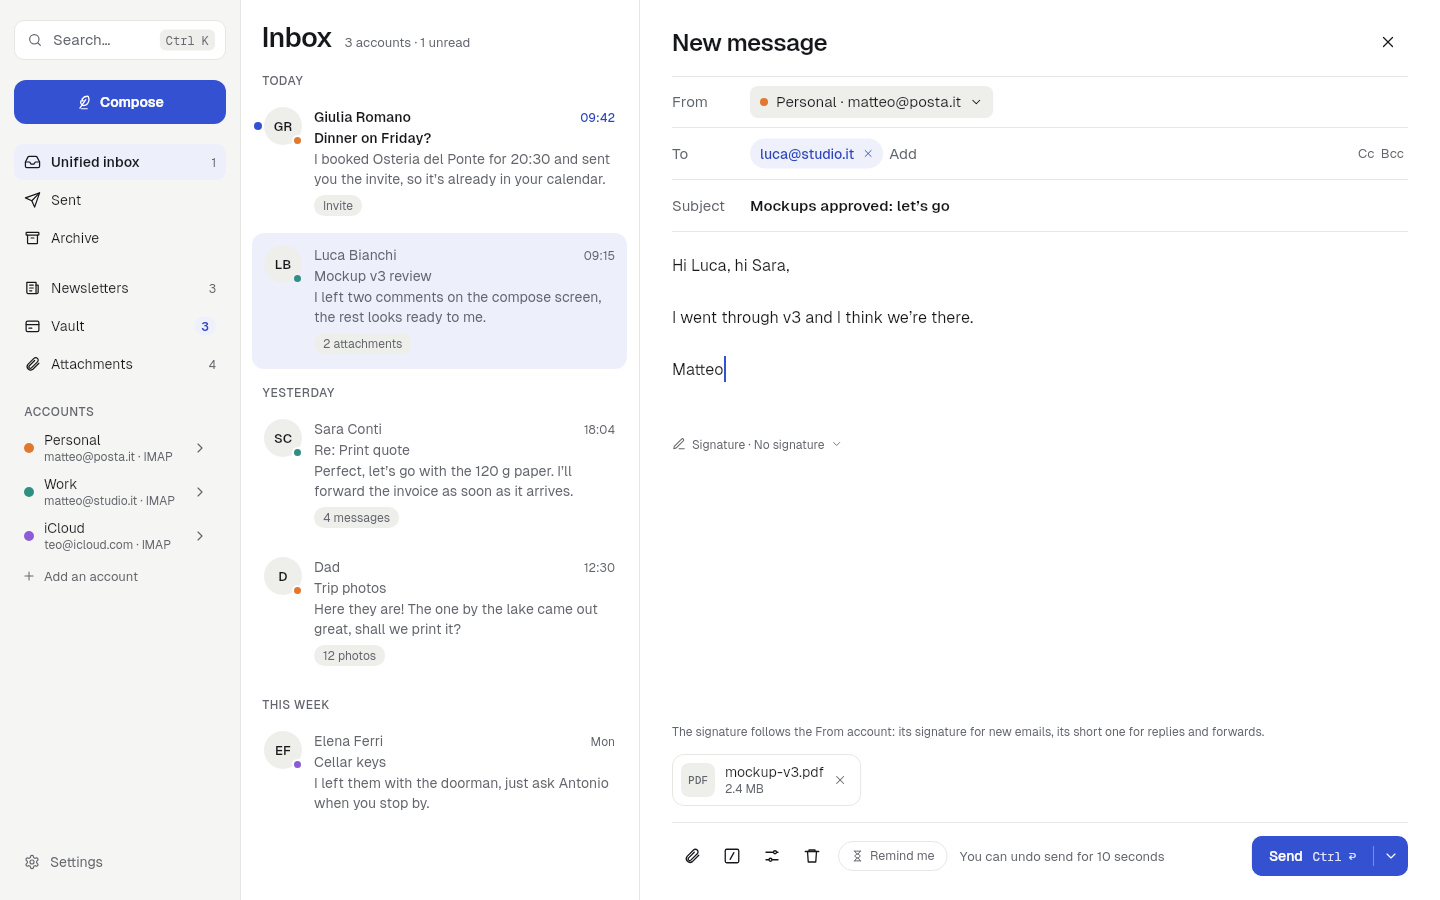 Search…
Ctrl K
Compose
Unified inbox
1
Sent
Archive
Newsletters
3
Vault
3
Attachments
4
ACCOUNTS
Personal
matteo@posta.it · IMAP
Work
matteo@studio.it · IMAP
iCloud
teo@icloud.com · IMAP
Add an account
Settings
Inbox
3 accounts · 1 unread
TODAY
GR
Giulia Romano
09:42
Dinner on Friday?
I booked Osteria del Ponte for 20:30 and sent
you the invite, so it’s already in your calendar.
Invite
LB
Luca Bianchi
09:15
Mockup v3 review
I left two comments on the compose screen,
the rest looks ready to me.
2 attachments
YESTERDAY
SC
Sara Conti
18:04
Re: Print quote
Perfect, let’s go with the 120 g paper. I’ll
forward the invoice as soon as it arrives.
4 messages
D
Dad
12:30
Trip photos
Here they are! The one by the lake came out
great, shall we print it?
12 photos
THIS WEEK
EF
Elena Ferri
Mon
Cellar keys
I left them with the doorman, just ask Antonio
when you stop by.
New message
From
Personal · matteo@posta.it
To
luca@studio.it
Add
Cc Bcc
Subject
Mockups approved: let’s go
Hi Luca, hi Sara,
I went through v3 and I think we’re there.
Matteo
Signature · No signature
The signature follows the From account: its signature for new emails, its short one for replies and forwards.
PDF
mockup-v3.pdf
2.4 MB
Remind me
You can undo send for 10 seconds
Send Ctrl ⏎